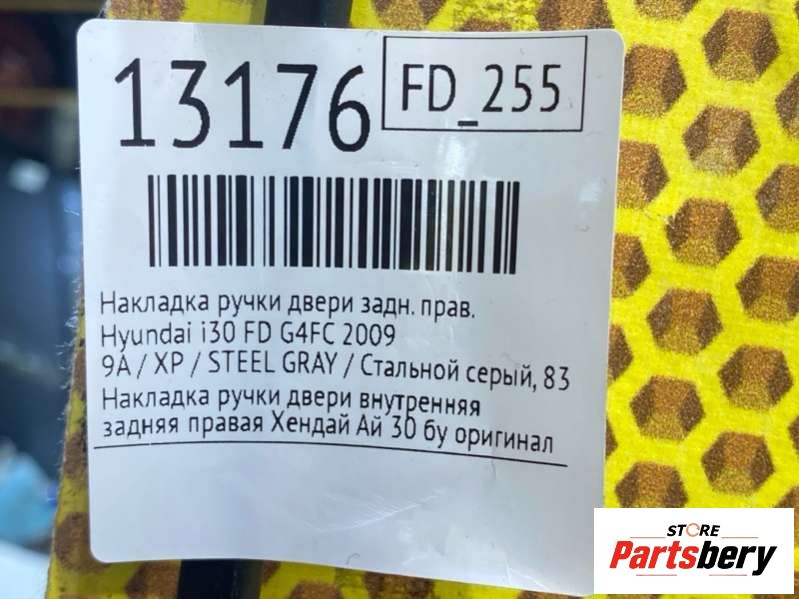 13176
FD_255
Накладка ручки двери задн. прав.
Hyundai i30 FD G4FC 2009
9A / XP / STEEL GRAY / Стальной серый, 83
Накладка ручки двери внутренняя
задняя правая Хендай Ай 30 бу оригинал
STORE
Partsbery